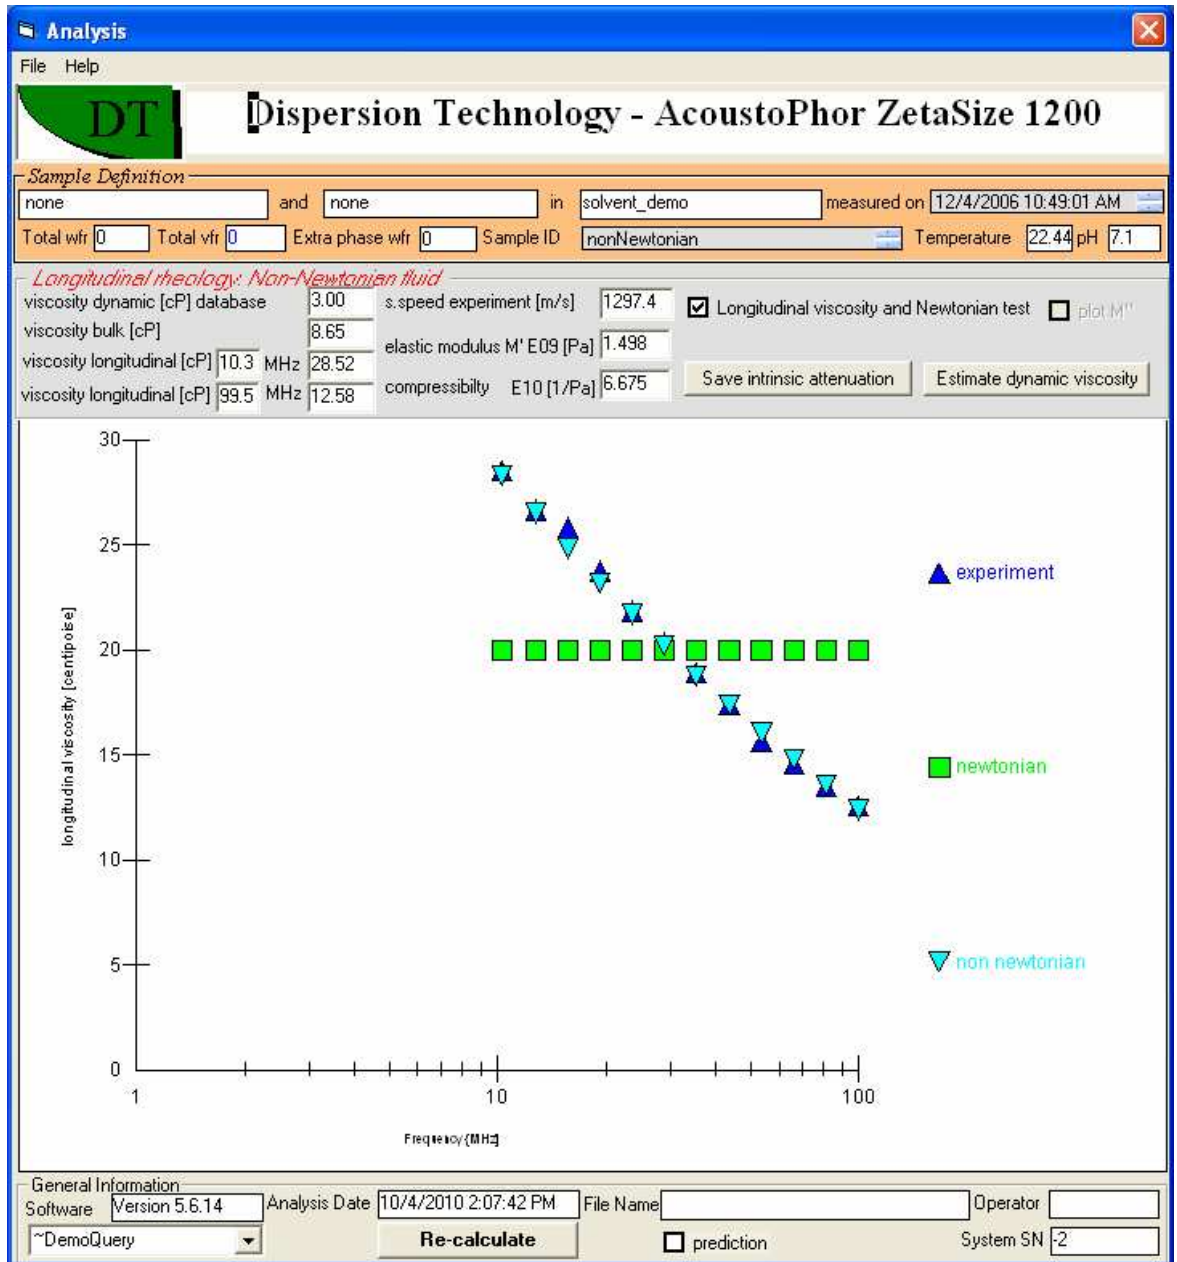 Analysis
File Help
DT Dispersion Technology - AcoustoPhor ZetaSize 1200
Sample Definition
none and none in solvent_demo measured on 12/4/2006 10:49:01 AM
Total wfr 0 Total vfr 0 Extra phase wfr 0 Sample ID nonNewtonian Temperature 22.44 pH 7.1
Longitudinal rheology: Non-Newtonian fluid
viscosity dynamic [cP] database 3.00 s.speed experiment [m/s] 1297.4 Longitudinal viscosity and Newtonian test plot M''
viscosity bulk [cP] 8.65
elastic modulus M' E09 [Pa] 1.498
viscosity longitudinal [cP] 10.3 MHz 28.52
compressibilty E10 [1/Pa] 6.675 Save intrinsic attenuation Estimate dynamic viscosity
viscosity longitudinal [cP] 99.5 MHz 12.58
30
25
experiment
longitudinal viscosity [centipoise]
20
15
newtonian
10
5
non newtonian
0
1 10 100
Frequency {MHz]
General Information
Software Version 5.6.14 Analysis Date 10/4/2010 2:07:42 PM File Name Operator
~DemoQuery Re-calculate prediction System SN -2